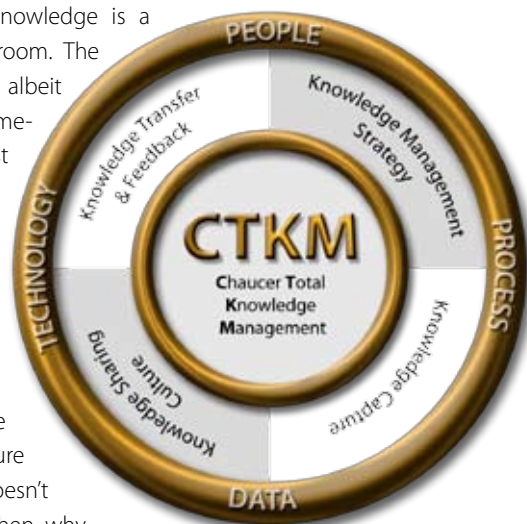 nowledge is a
room. The
albeit
me-
st
PEOPLE
Knowledge Management
Strategy
PROCESS
Knowledge Capture
DATA
Knowledge Sharing
Culture
TECHNOLOGY
Knowledge Transfer
& Feedback
CTKM
Chaucer Total
Knowledge
Management
e
ure
oesn't
hen why